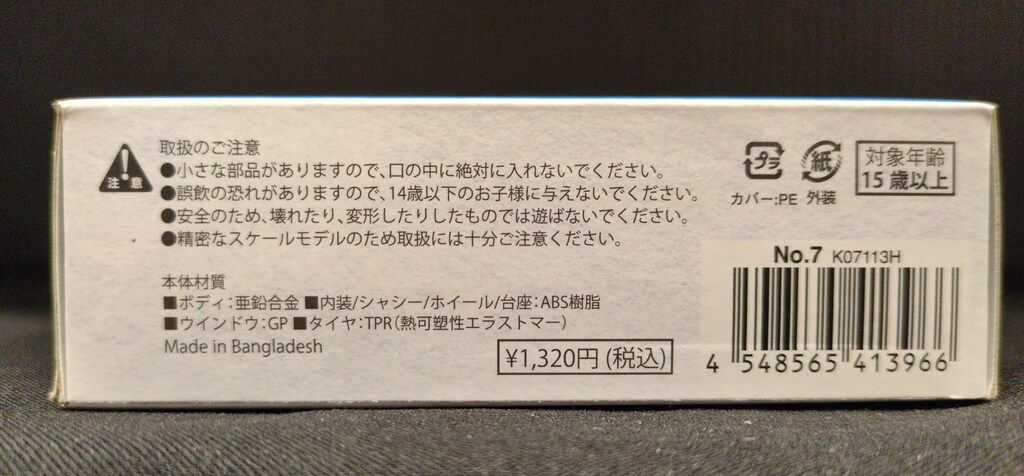 取扱のご注意
注意
●小さな部品がありますので、口の中に絶対に入れないでください。
●誤飲の恐れがありますので、14歳以下のお子様に与えないでください。
●安全のため、壊れたり、変形したりしたものでは遊ばないでください。
●精密なスケールモデルのため取扱には十分ご注意ください。
本体材質
■ボディ:亜鉛合金 ■内装/シャシー/ホイール/台座:ABS樹脂
■ウインドウ:GP ■タイヤ:TPR(熱可塑性エラストマー)
Made in Bangladesh
¥1,320円(税込)
プラ
カバー:PE
紙
外装
対象年齢
15歳以上
No.7 K07113H
4 548565 413966